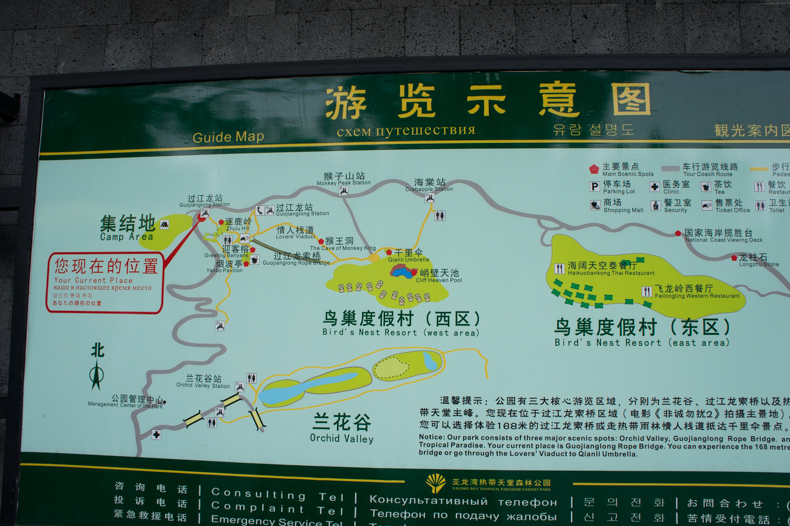 游览示意图
Guide Map
схем путешествия
유람 설명도
観光案内図
主要景点
Main Scenic Spots
车行游览线路
Tour Coach Route
步行
停车场
Parking Lot
医务室
Clinic
茶饮
Tea
餐饮
商场
Shopping Mall
警卫室
Security
售票处
Ticket Office
卫生
集结地
Camp Area
过江龙站
Guojianglong Station
过江龙站
Guojianglong Station
猴子山站
Monkey Peak Station
海棠站
Crabapple Station
逐鹿岭
Zhulu Hill
情人栈道
Lovers' Viaduct
猴王洞
The Cave of Monkey King
迎客榕
Greeting Banyans
烟波亭
Yanbo Pavilion
过江龙索桥
Guojianglong Rope Bridge
千里伞
Qianli Umbrella
峭壁天池
Cliff Heaven Pool
国家海岸揽胜台
National Coast Viewing Deck
龙柱石
Longzhu Stone
海阔天空泰餐厅
Haikuotiankong Thai Restaurant
飞龙岭西餐厅
Feilongling Western Restaurant
您现在的位置
Your Current Place
ваше в настоящее время место
당신의 현재 위치
あなたの現在の位置
鸟巢度假村（西区）
Bird's Nest Resort (west area)
鸟巢度假村（东区）
Bird's Nest Resort (east area)
北
兰花谷站
Orchid Valley Station
公园管理中心
Management Center of the Park
兰花谷
Orchid Valley
温馨提示：公园有三大核心游览区域，分别为兰花谷、过江龙索桥以及热
带天堂主峰。您现在位于过江龙索桥区域（电影《非诚勿扰2》拍摄主景地）,
您可以选择体验168米的过江龙索桥或走热带雨林情人栈道抵达千里伞景点。
Notice: Our park consists of three major scenic spots: Orchid Valley, Guojianglong Rope Bridge, an
Tropical Paradise. Your current place is Guojianglong Rope Bridge. You can experience the 168 metre
bridge or go through the Lovers' Viaduct to Qianli Umbrella.
亚龙湾热带天堂森林公园
YALONG BAY TROPICAL PARADISE FOREST PARK
咨询电话 | Consulting Tel | Консультативный телефон | 문의 전화 | お問合わせ：
投诉电话 | Complaint Tel | Телефон по подачу жалобы | 신고 전화 | 苦情受付電話：
紧急救援电话 | Emergency Service Tel